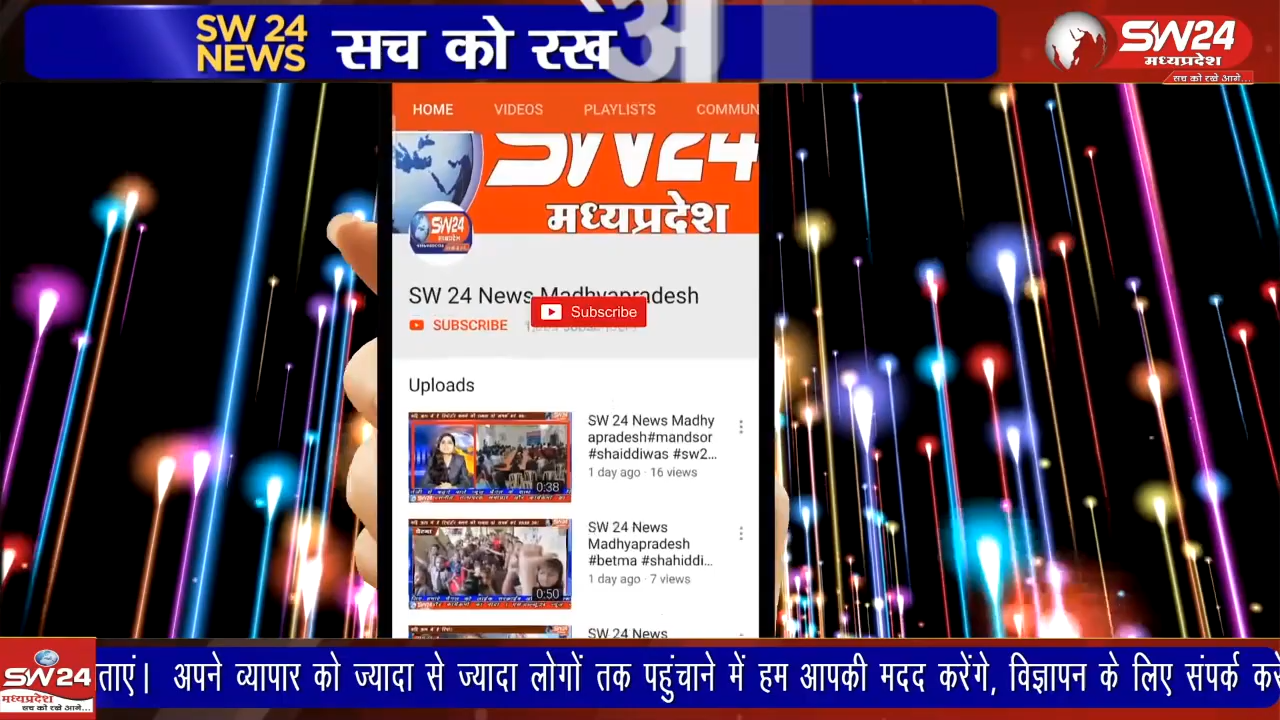 SW 24
NEWS
सच को रख
SW24
मध्यप्रदेश
सच को रखे आगे...
HOME VIDEOS PLAYLISTS COMMUN
SW24
मध्यप्रदेश
SW24
SW 24 News Madhyapradesh
SUBSCRIBE
Subscribe
Uploads
SW 24 News Madhy
apradesh#mandsor
#shaiddiwas #sw2...
1 day ago · 16 views
0:38
SW 24 News
Madhyapradesh
#betma #shahiddi...
1 day ago · 7 views
0:50
SW 24 News
SW24
मध्यप्रदेश
सच को रखे आगे...
ताएं। अपने व्यापार को ज्यादा से ज्यादा लोगों तक पहुंचाने में हम आपकी मदद करेंगे, विज्ञापन के लिए संपर्क करे